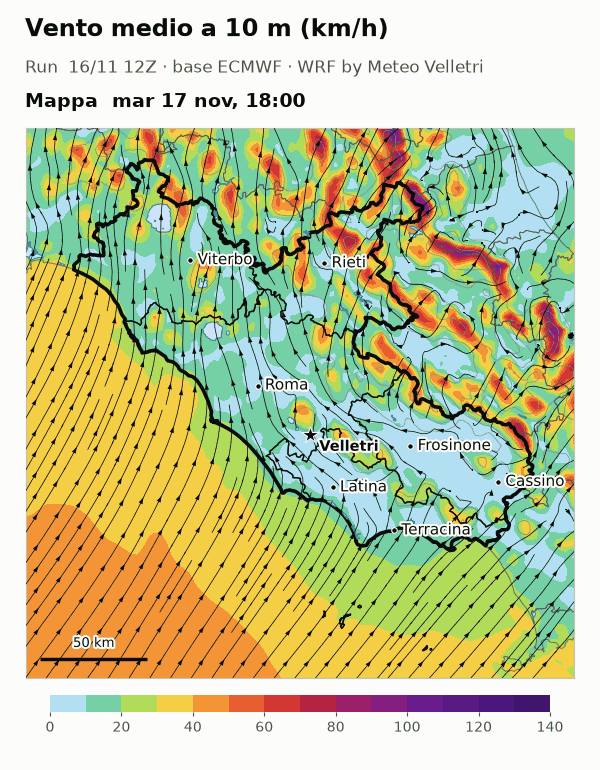 Vento medio a 10 m (km/h)
Run  16/11 12Z · base ECMWF · WRF by Meteo Velletri
Mappa  mar 17 nov, 18:00
Viterbo
Rieti
Roma
Velletri
Frosinone
Latina
Cassino
Terracina
50 km
0 20 40 60 80 100 120 140